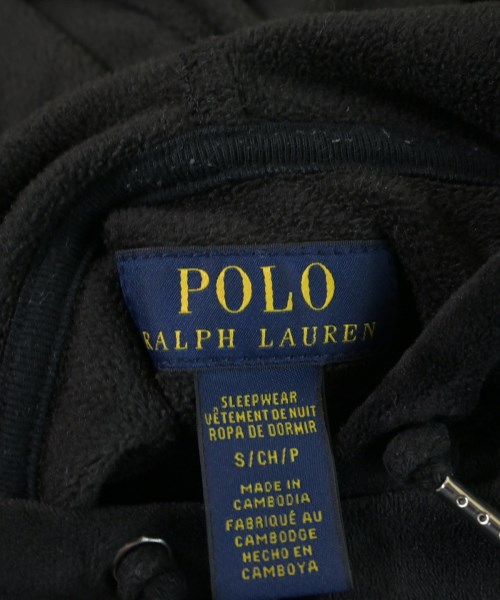 POLO
RALPH LAUREN
SLEEPWEAR
VÊTEMENT DE NUIT
ROPA DE DORMIR
S/CH/P
MADE IN
CAMBODIA
FABRIQUÉ AU
CAMBODGE
HECHO EN
CAMBOYA